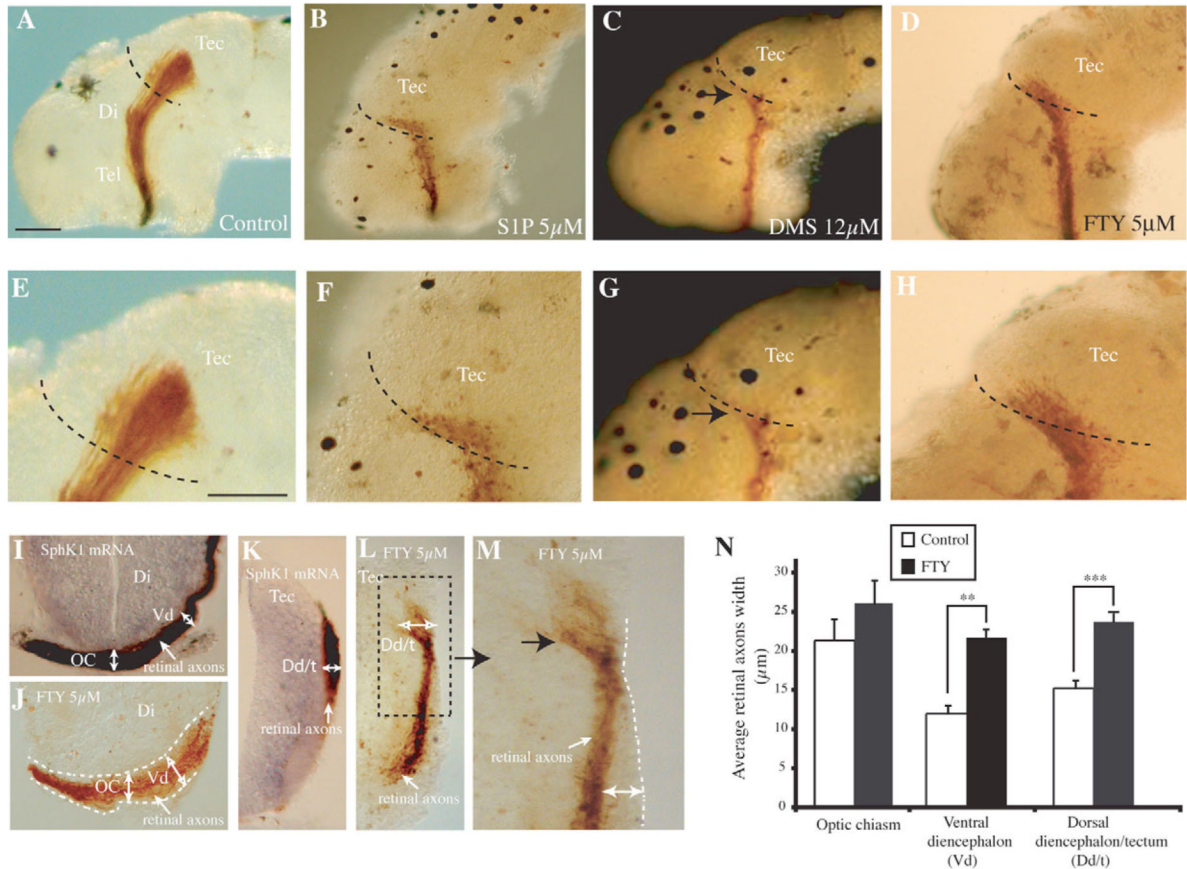 A
Tec
Di
Tel
Control
B
Tec
S1P 5µM
C
Tec
DMS 12µM
D
Tec
FTY 5µM
E
Tec
F
Tec
G
Tec
H
Tec
I
SphK1 mRNA
Di
Vd
OC
retinal axons
J
FTY 5µM
Di
OC
Vd
retinal axons
K
SphK1 mRNA
Tec
Dd/t
retinal axons
L
FTY 5µM
Tec
Dd/t
retinal axons
M
FTY 5µM
retinal axons
N
Control
FTY
Average retinal axons width
(µm)
30
25
20
15
10
5
0
**
***
Optic chiasm
Ventral
diencephalon
(Vd)
Dorsal
diencephalon/tectum
(Dd/t)